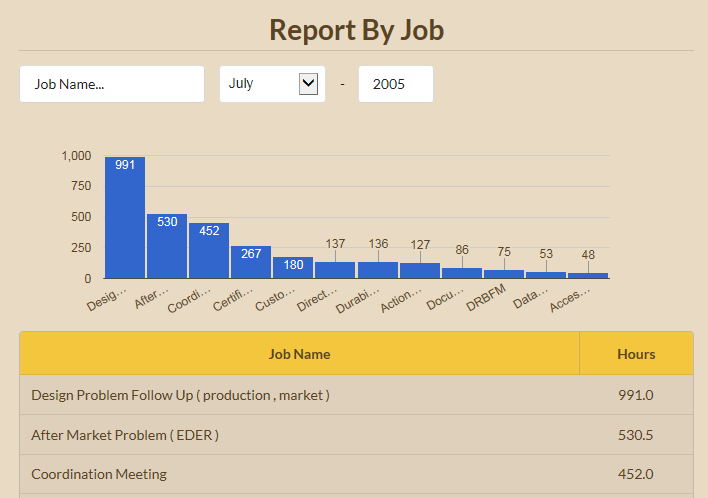 Report By Job
Job Name... July - 2005
1,000
750
500
250
0
991 530 452 267 180 137 136 127 86 75 53 48
Desig... After... Coordi... Certifi... Custo... Direct... Durabi... Action... Docu... DRBFM Data... Acces...
Job Name Hours
Design Problem Follow Up ( production , market ) 991.0
After Market Problem ( EDER ) 530.5
Coordination Meeting 452.0